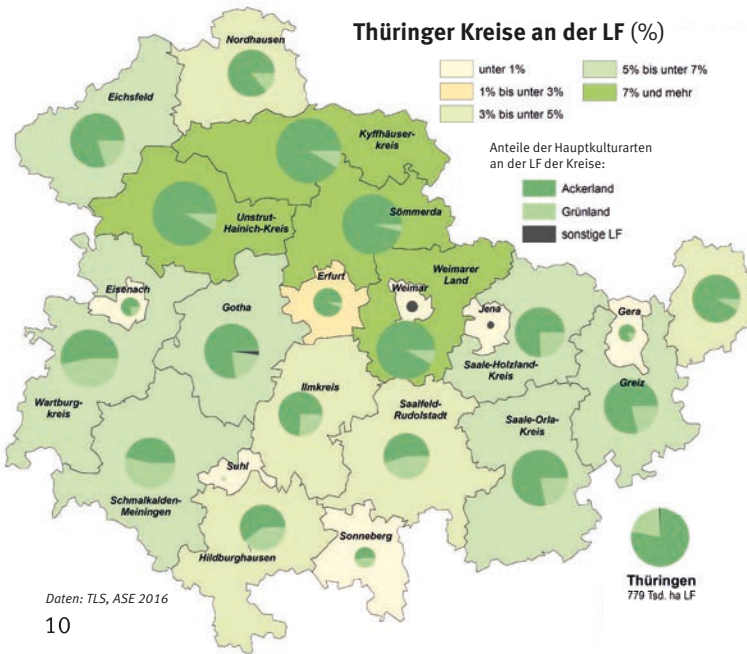 Thüringer Kreise an der LF (%)
unter 1%
1% bis unter 3%
3% bis unter 5%
5% bis unter 7%
7% und mehr
Anteile der Hauptkulturarten
an der LF der Kreise:
Ackerland
Grünland
sonstige LF
Nordhausen
Eichsfeld
Kyffhäuser-
kreis
Unstrut-
Hainich-Kreis
Sömmerda
Weimarer
Land
Eisenach
Gotha
Erfurt
Weimar
Jena
Gera
Saale-Holzland-
Kreis
Greiz
Wartburg-
kreis
Ilmkreis
Saalfeld-
Rudolstadt
Saale-Orla-
Kreis
Suhl
Schmalkalden-
Meiningen
Hildburghausen
Sonneberg
Thüringen
779 Tsd. ha LF
Daten: TLS, ASE 2016
10